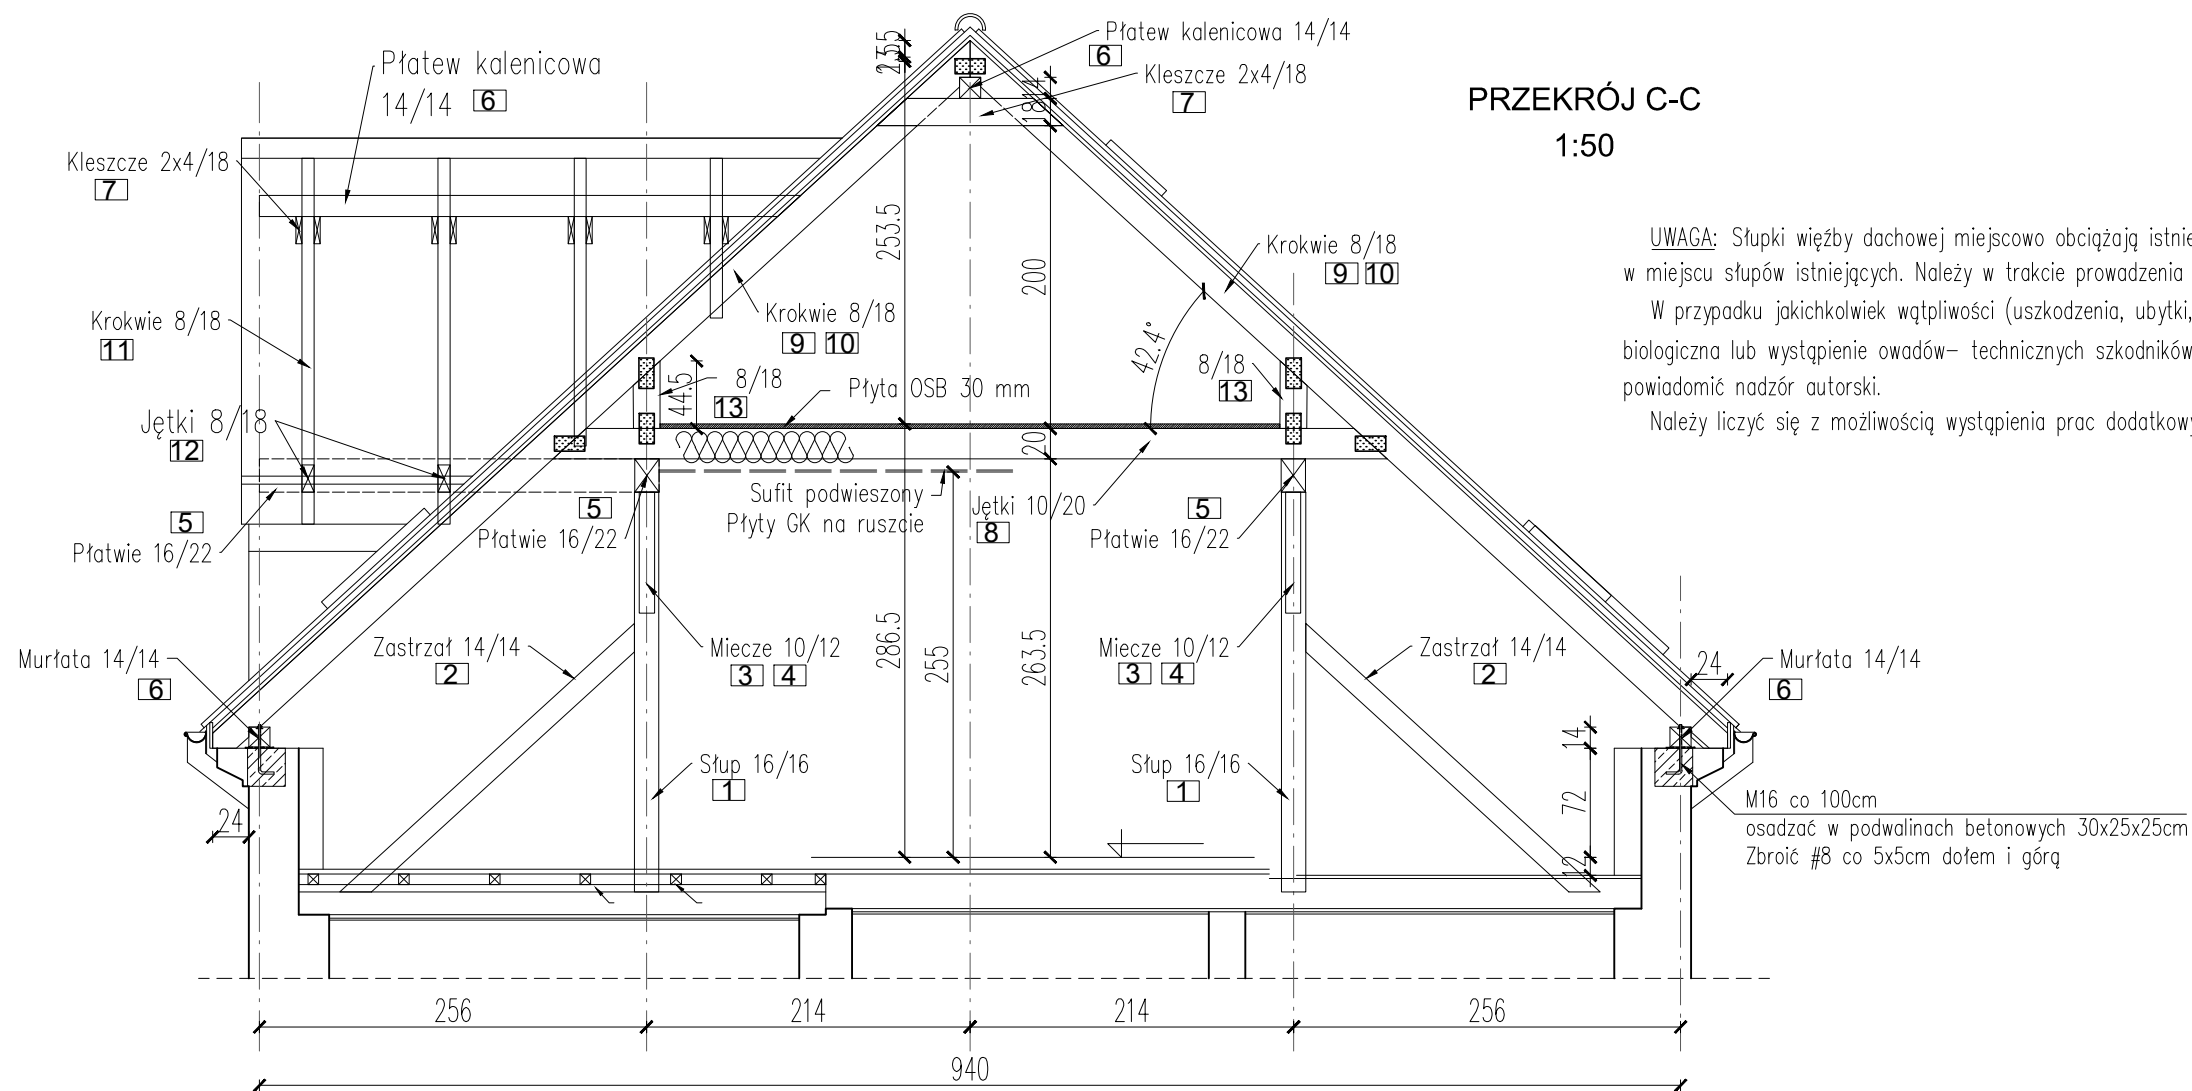 PRZEKRÓJ C-C
1:50
Płatew kalenicowa 14/14
6
Kleszcze 2x4/18
7
Płatew kalenicowa
14/14 6
Kleszcze 2x4/18
7
Krokwie 8/18
11
Jętki 8/18
12
5
Płatwie 16/22
Murłata 14/14
6
Krokwie 8/18
9 10
8/18
13
Płyta OSB 30 mm
Krokwie 8/18
9 10
8/18
13
42.4°
Sufit podwieszony
Płyty GK na ruszcie
Jętki 10/20
8
5
Płatwie 16/22
5
Płatwie 16/22
Zastrzał 14/14
2
Miecze 10/12
3 4
Miecze 10/12
3 4
Zastrzał 14/14
2
Słup 16/16
1
Słup 16/16
1
Murłata 14/14
6
M16 co 100cm
osadzać w podwalinach betonowych 30x25x25cm
Zbroić #8 co 5x5cm dołem i górą
UWAGA: Słupki więźby dachowej miejscowo obciążają istnie
w miejscu słupów istniejących. Należy w trakcie prowadzenia
W przypadku jakichkolwiek wątpliwości (uszkodzenia, ubytki,
biologiczna lub wystąpienie owadów– technicznych szkodników
powiadomić nadzór autorski.
Należy liczyć się z możliwością wystąpienia prac dodatkowy
14
18
253.5
200
44.5
20
286.5
255
263.5
24
24
14
72
12
256
214
214
256
940